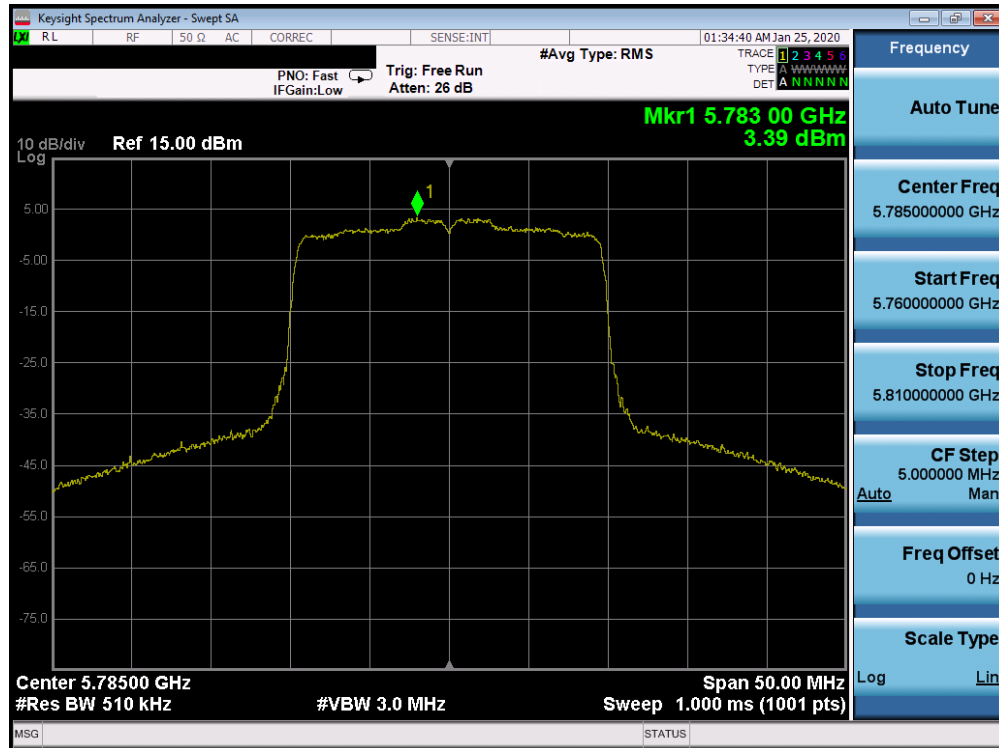 Keysight Spectrum Analyzer - Swept SA
LXI RL RF 50 Ω AC CORREC SENSE:INT 01:34:40 AM Jan 25, 2020
#Avg Type: RMS TRACE 1 2 3 4 5 6
PNO: Fast Trig: Free Run TYPE A WWWWW
IFGain:Low Atten: 26 dB DET A N N N N N
Mkr1 5.783 00 GHz
3.39 dBm
10 dB/div Ref 15.00 dBm
Log
1
5.00
-5.00
-15.0
-25.0
-35.0
-45.0
-55.0
-65.0
-75.0
Center 5.78500 GHz Span 50.00 MHz
#Res BW 510 kHz #VBW 3.0 MHz Sweep 1.000 ms (1001 pts)
MSG STATUS
Frequency
Auto Tune
Center Freq
5.785000000 GHz
Start Freq
5.760000000 GHz
Stop Freq
5.810000000 GHz
CF Step
5.000000 MHz
Auto Man
Freq Offset
0 Hz
Scale Type
Log Lin